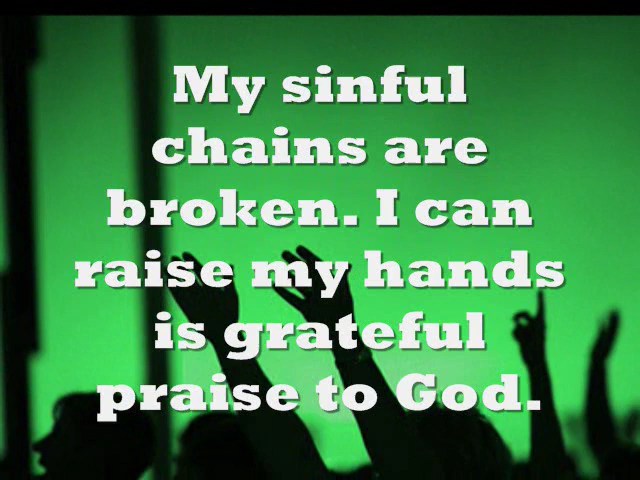 My sinful
chains are
broken. I can
raise my hands
is grateful
praise to God.